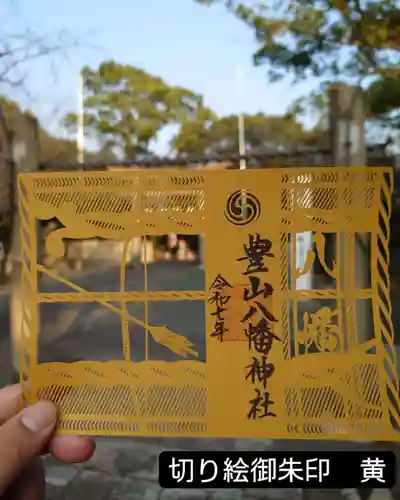 八幡
豊山八幡神社
令和七年
切り絵御朱印　黄